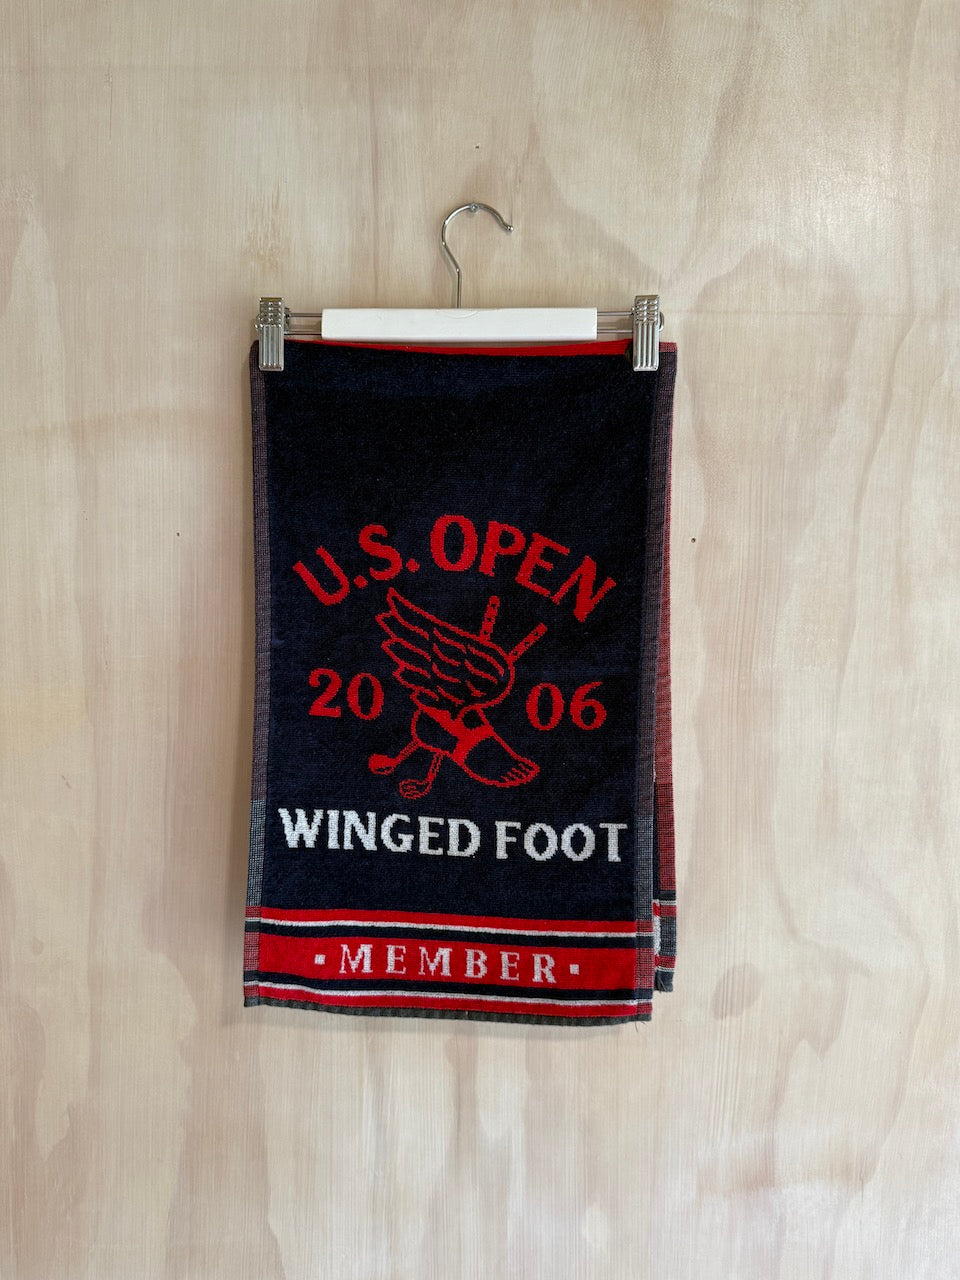 U.S. OPEN
20 06
WINGED FOOT
· MEMBER ·